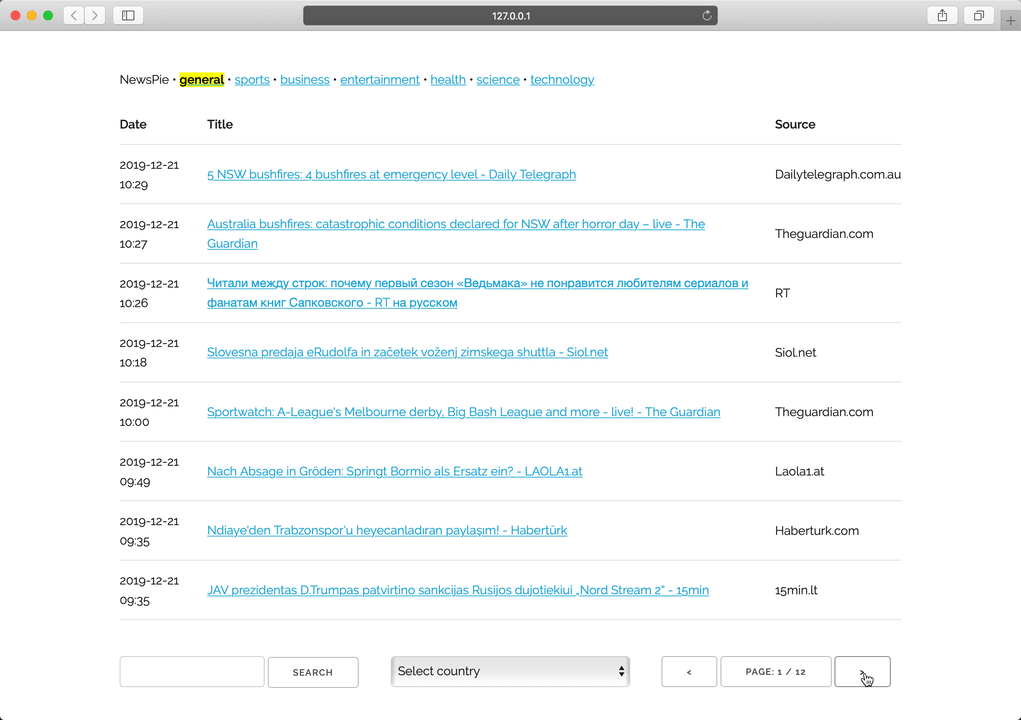 127.0.0.1
NewsPie • general • sports • business • entertainment • health • science • technology
Date Title Source
2019-12-21
10:29
5 NSW bushfires: 4 bushfires at emergency level - Daily Telegraph
Dailytelegraph.com.au
2019-12-21
10:27
Australia bushfires: catastrophic conditions declared for NSW after horror day – live - The
Guardian
Theguardian.com
2019-12-21
10:26
Читали между строк: почему первый сезон «Ведьмака» не понравится любителям сериалов и
фанатам книг Сапковского - RT на русском
RT
2019-12-21
10:18
Slovesna predaja eRudolfa in začetek voženj zimskega shuttla - Siol.net
Siol.net
2019-12-21
10:00
Sportwatch: A-League's Melbourne derby, Big Bash League and more - live! - The Guardian
Theguardian.com
2019-12-21
09:49
Nach Absage in Gröden: Springt Bormio als Ersatz ein? - LAOLA1.at
Laola1.at
2019-12-21
09:35
Ndiaye'den Trabzonspor'u heyecanladıran paylaşım! - Habertürk
Haberturk.com
2019-12-21
09:35
JAV prezidentas D.Trumpas patvirtino sankcijas Rusijos dujotiekiui „Nord Stream 2“ - 15min
15min.lt
SEARCH Select country < PAGE: 1 / 12 >